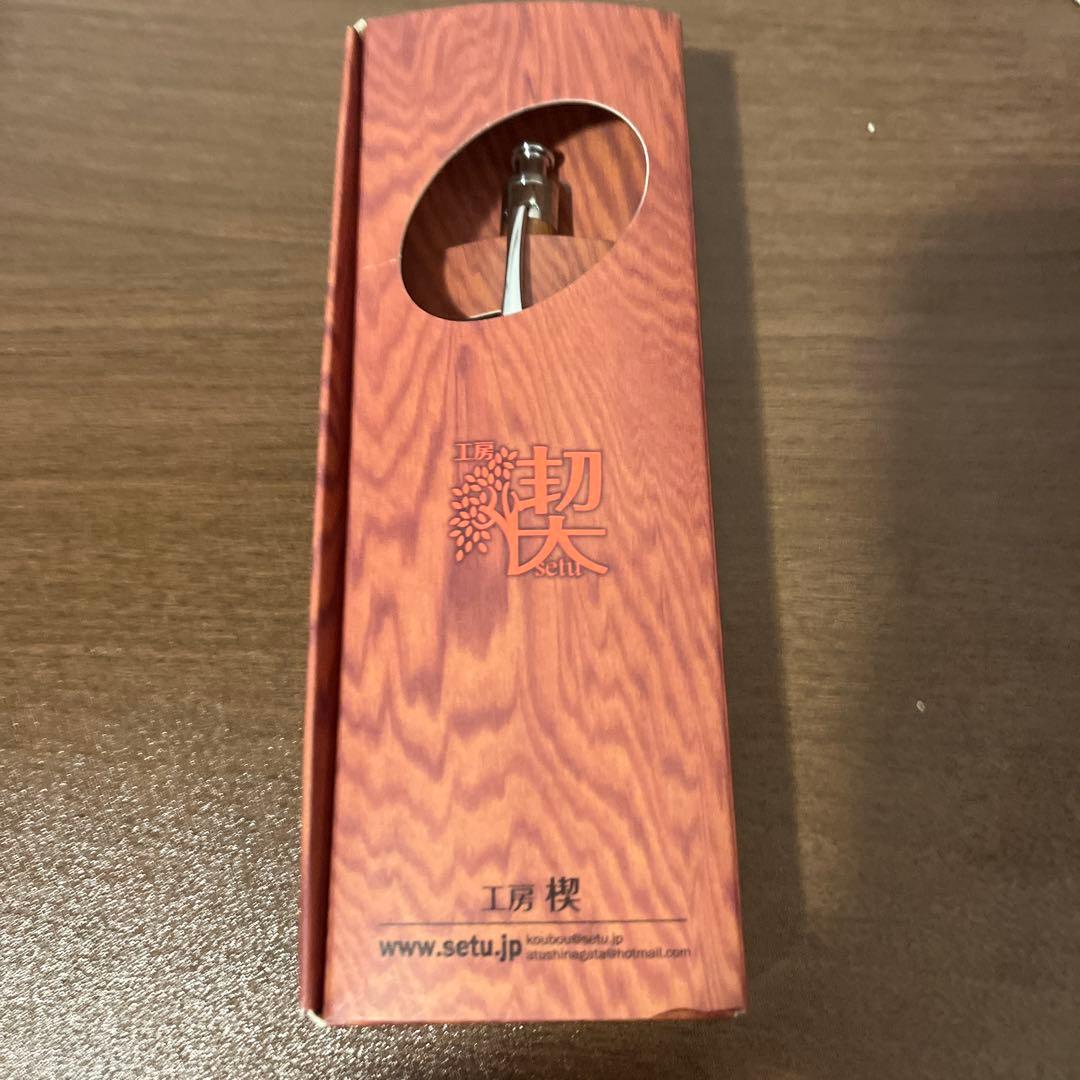 工房
楔
setu
工房 楔
www.setu.jp
koubou@setu.jp
atushinagata@hotmail.com